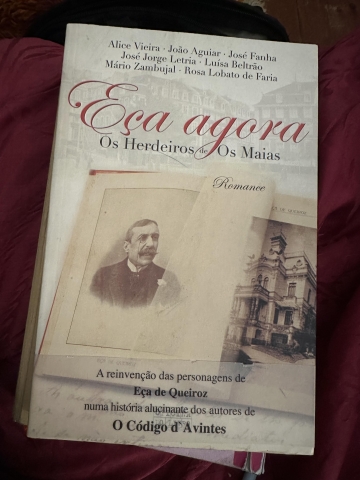 Alice Vieira · João Aguiar · José Fanha
José Jorge Letria · Luísa Beltrão
Mário Zambujal · Rosa Lobato de Faria
Eça agora
Os Herdeiros de Os Maias
Romance
A reinvenção das personagens de
Eça de Queiroz
numa história alucinante dos autores de
O Código d'Avintes